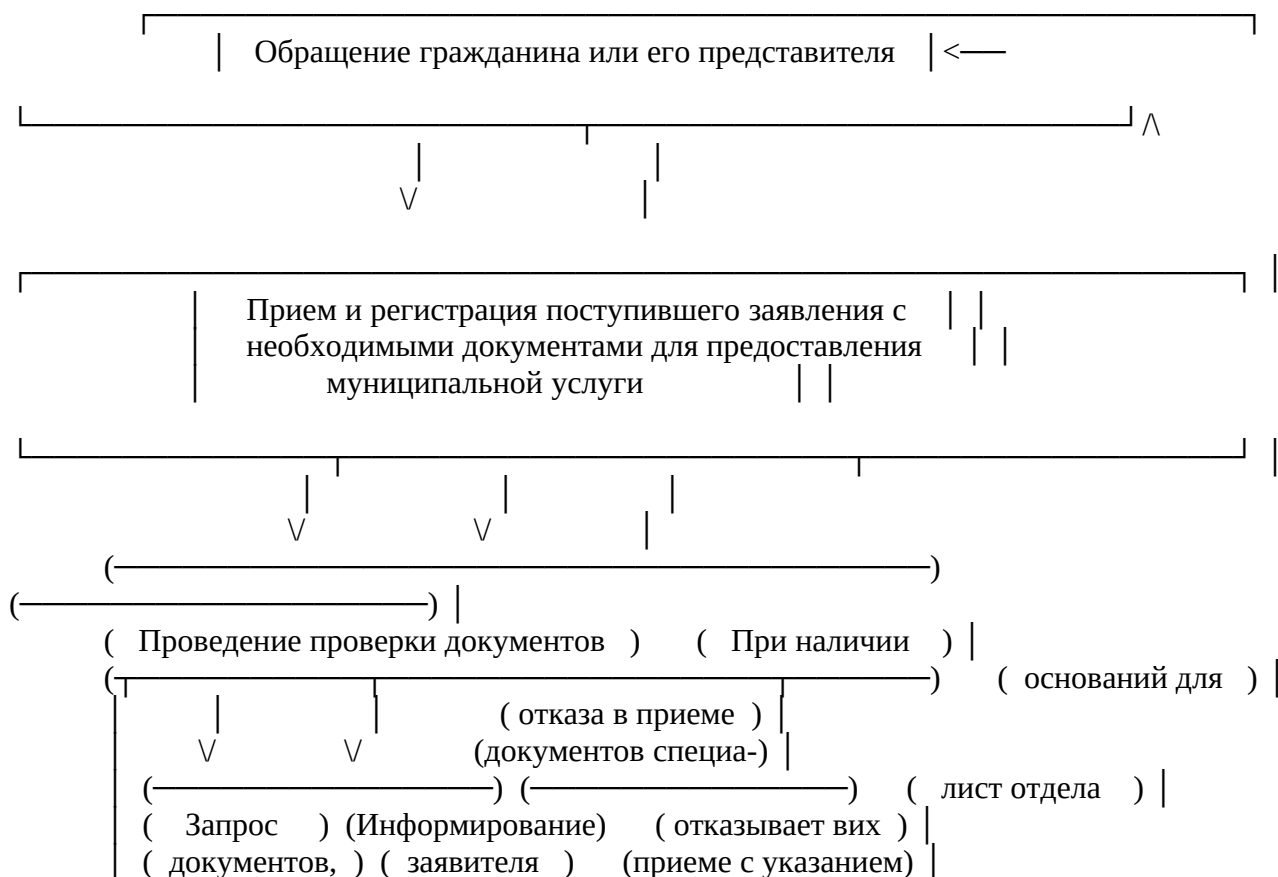 Обращение гражданина или его представителя
Прием и регистрация поступившего заявления с
необходимыми документами для предоставления
муниципальной услуги
( Проведение проверки документов ) ( При наличии )
( оснований для )
( отказа в приеме )
(документов специа-)
( лист отдела )
( Запрос ) (Информирование) ( отказывает вих )
( документов, ) ( заявителя ) (приеме с указанием)